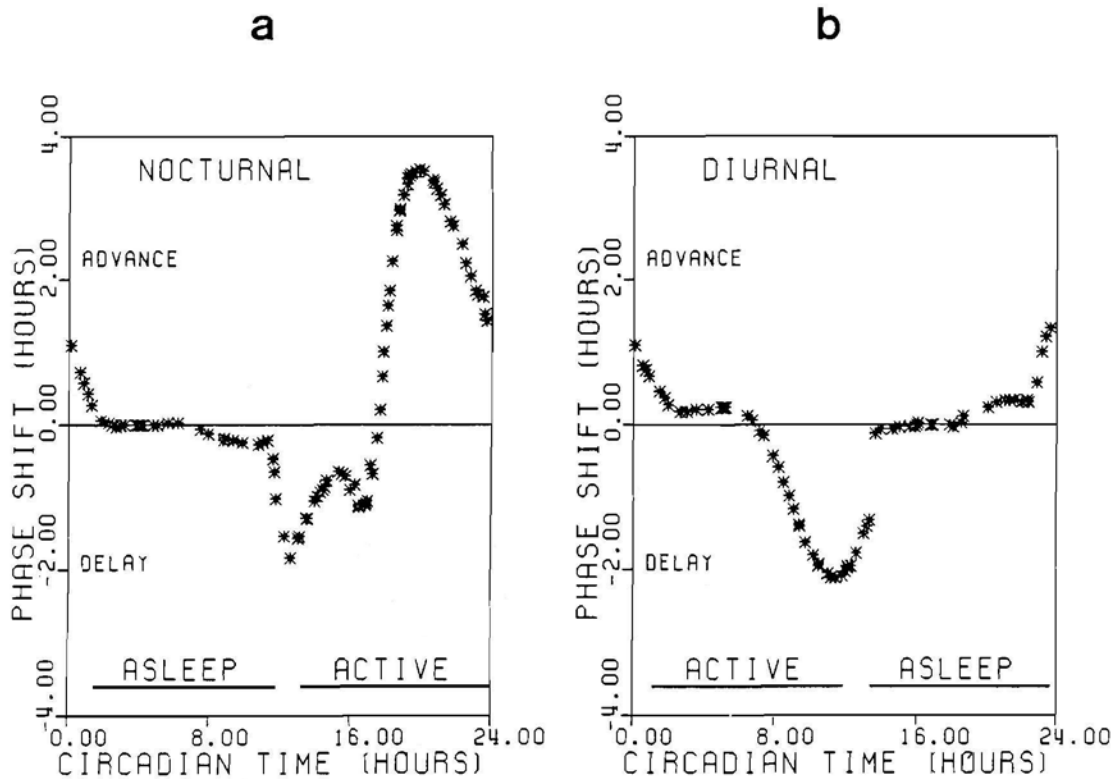 a
NOCTURNAL
ADVANCE
DELAY
ASLEEP ACTIVE
4.00
2.00
0.00
-2.00
-4.00
PHASE SHIFT (HOURS)
0.00 8.00 16.00 24.00
CIRCADIAN TIME (HOURS)
b
DIURNAL
ADVANCE
DELAY
ACTIVE ASLEEP
4.00
2.00
0.00
-2.00
-4.00
PHASE SHIFT (HOURS)
0.00 8.00 16.00 24.00
CIRCADIAN TIME (HOURS)